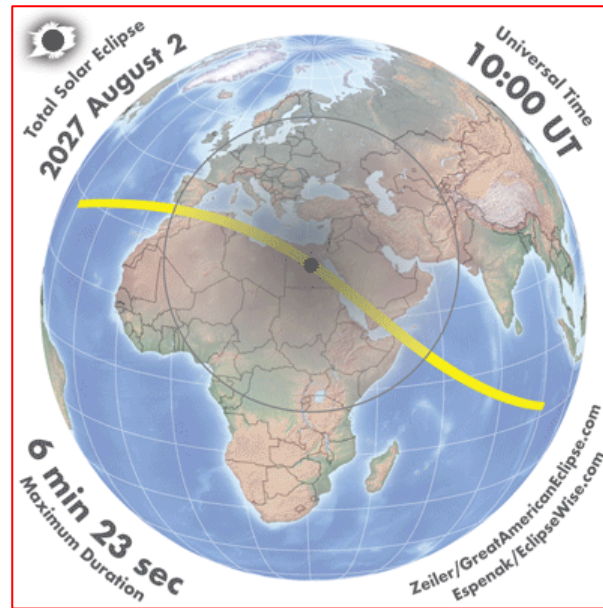 Total Solar Eclipse
2027 August 2
Universal Time
10:00 UT
6 min 23 sec
Maximum Duration
Zeiler/GreatAmericanEclipse.com
Espenak/EclipseWise.com